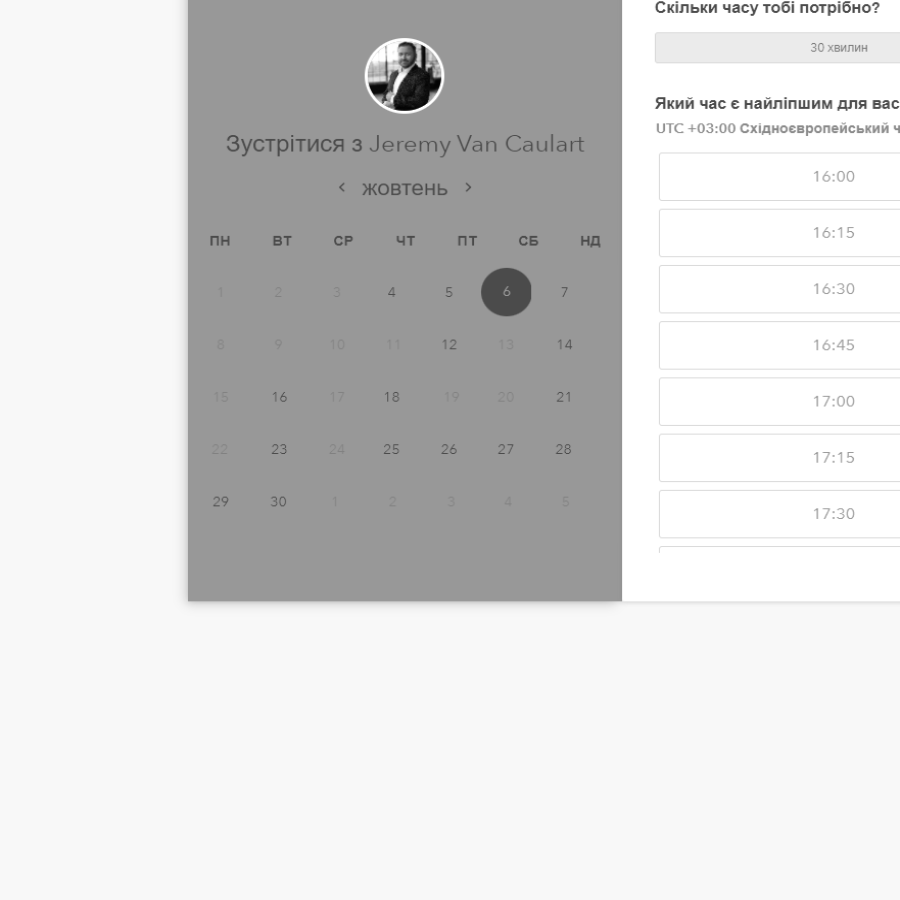 Зустрітися з Jeremy Van Caulart
жовтень
ПН ВТ СР ЧТ ПТ СБ НД
1 2 3 4 5 6 7
8 9 10 11 12 13 14
15 16 17 18 19 20 21
22 23 24 25 26 27 28
29 30 1 2 3 4 5
Скільки часу тобі потрібно?
30 хвилин
Який час є найліпшим для вас
UTC +03:00 Східноєвропейський
16:00
16:15
16:30
16:45
17:00
17:15
17:30